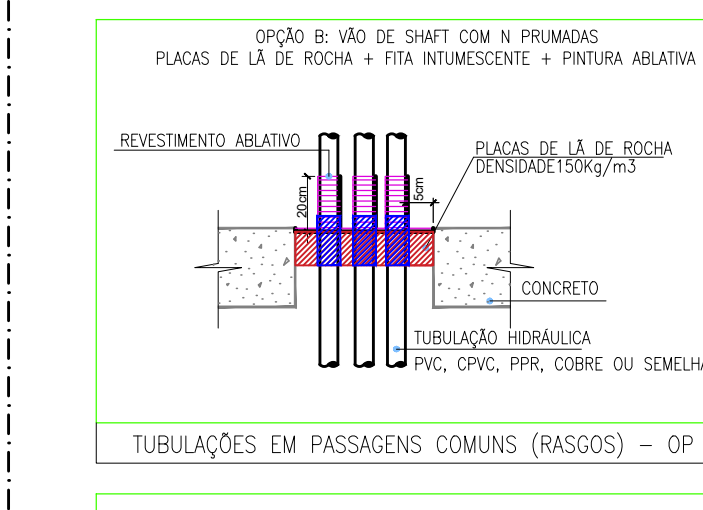 OPÇÃO B: VÃO DE SHAFT COM N PRUMADAS
PLACAS DE LÃ DE ROCHA + FITA INTUMESCENTE + PINTURA ABLATIVA
REVESTIMENTO ABLATIVO
PLACAS DE LÃ DE ROCHA
DENSIDADE150Kg/m3
20cm
5cm
CONCRETO
TUBULAÇÃO HIDRÁULICA
PVC, CPVC, PPR, COBRE OU SEMELHA
TUBULAÇÕES EM PASSAGENS COMUNS (RASGOS) – OP